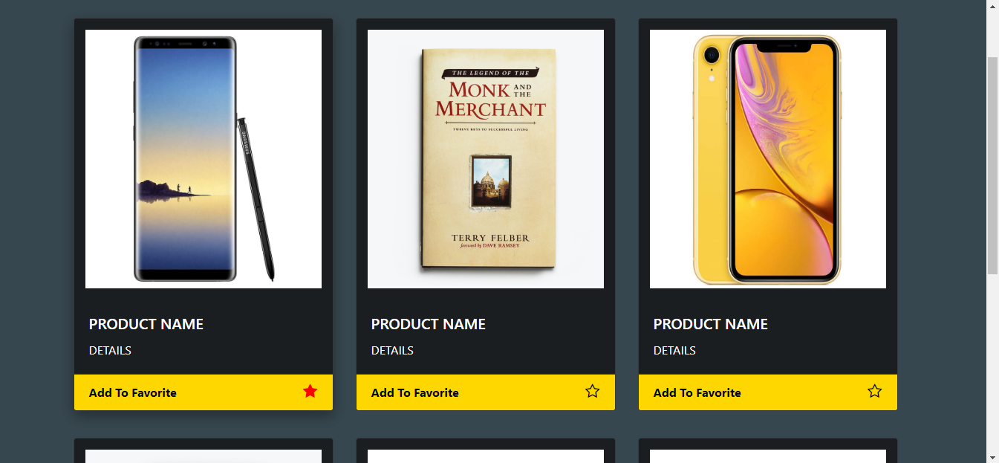 SAMSUNG
THE LEGEND OF THE
MONK AND
THE
MERCHANT
TWELVE KEYS TO SUCCESSFUL LIVING
TERRY FELBER
foreword by DAVE RAMSEY
PRODUCT NAME
DETAILS
Add To Favorite
PRODUCT NAME
DETAILS
Add To Favorite
PRODUCT NAME
DETAILS
Add To Favorite